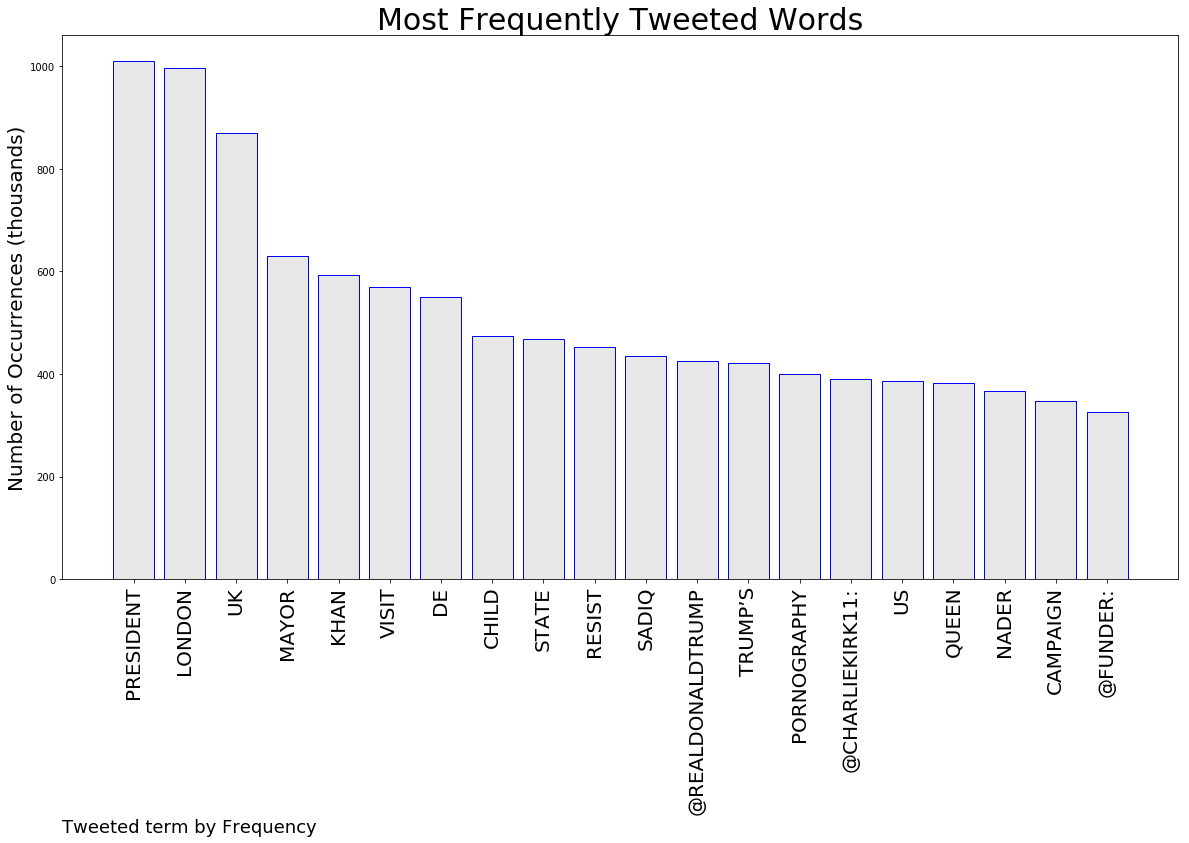 Most Frequently Tweeted Words
Number of Occurrences (thousands)
1000
800
600
400
200
0
PRESIDENT
LONDON
UK
MAYOR
KHAN
VISIT
DE
CHILD
STATE
RESIST
SADIQ
@REALDONALDTRUMP
TRUMP’S
PORNOGRAPHY
@CHARLIEKIRK11:
US
QUEEN
NADER
CAMPAIGN
@FUNDER:
Tweeted term by Frequency